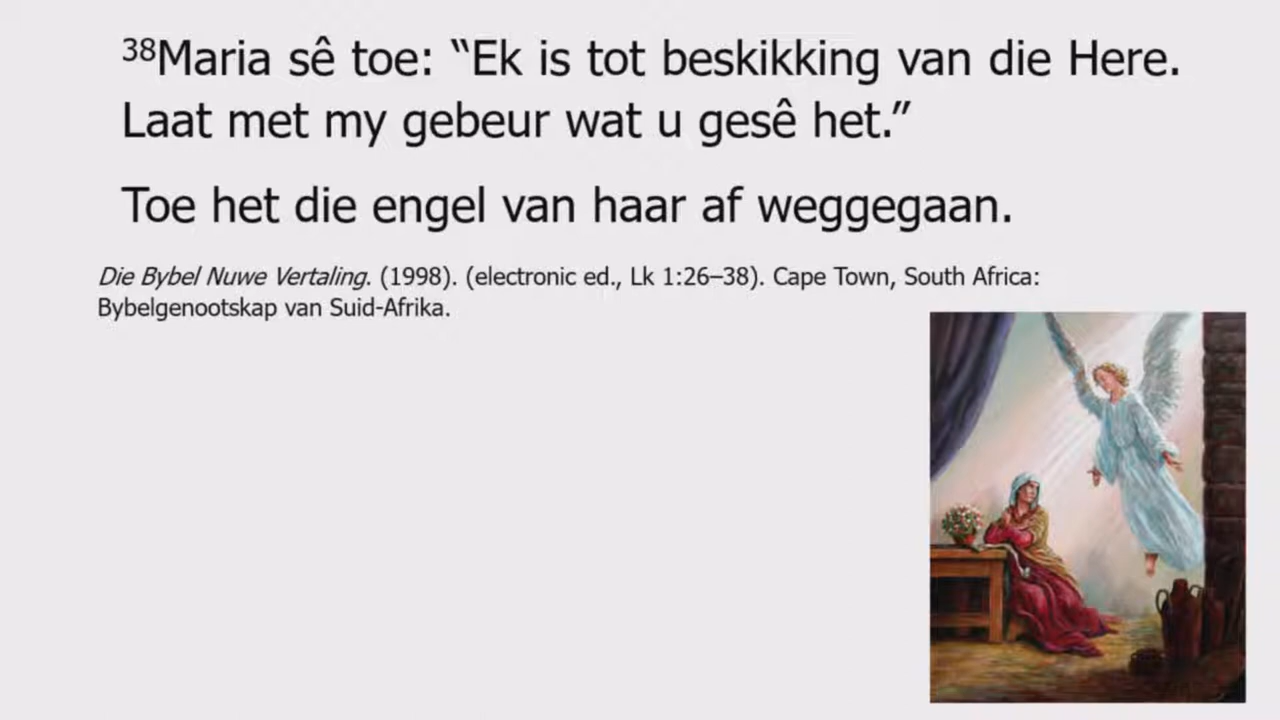 ³⁸Maria sê toe: “Ek is tot beskikking van die Here.
Laat met my gebeur wat u gesê het.”
Toe het die engel van haar af weggegaan.
Die Bybel Nuwe Vertaling. (1998). (electronic ed., Lk 1:26–38). Cape Town, South Africa:
Bybelgenootskap van Suid-Afrika.